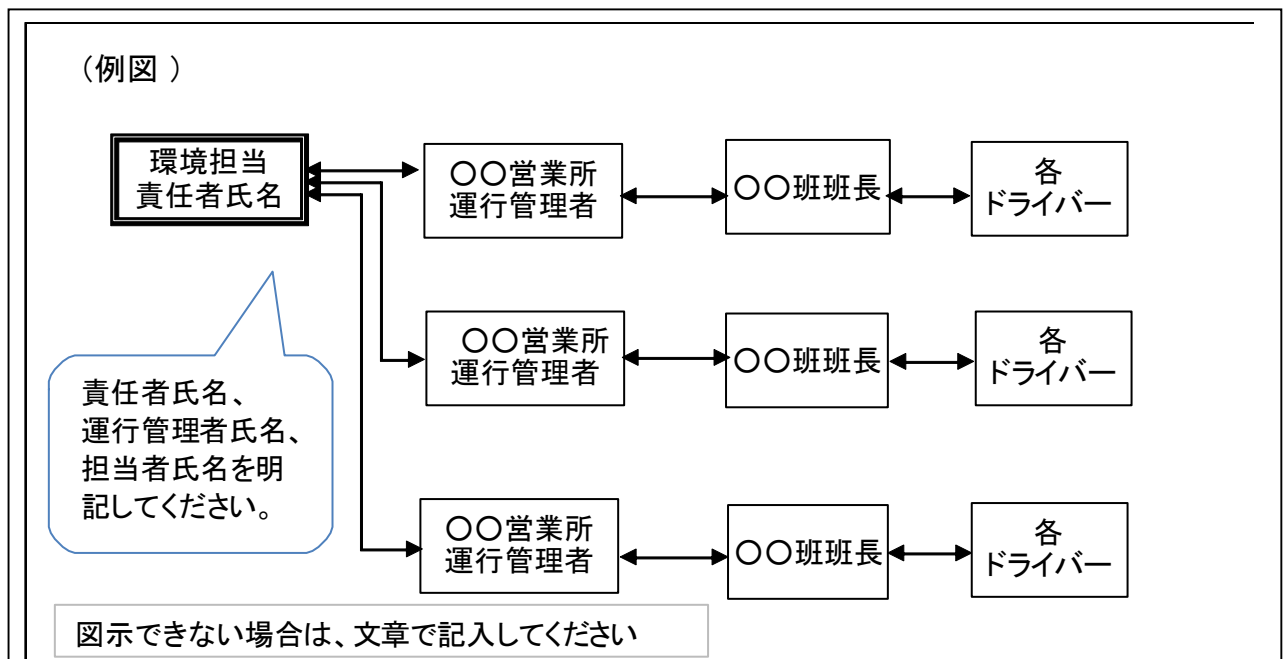 （例図 ）
環境担当
責任者氏名
〇〇営業所
運行管理者
〇〇班班長
各
ドライバー
〇〇営業所
運行管理者
〇〇班班長
各
ドライバー
責任者氏名、
運行管理者氏名、
担当者氏名を明
記してください。
〇〇営業所
運行管理者
〇〇班班長
各
ドライバー
図示できない場合は、文章で記入してください